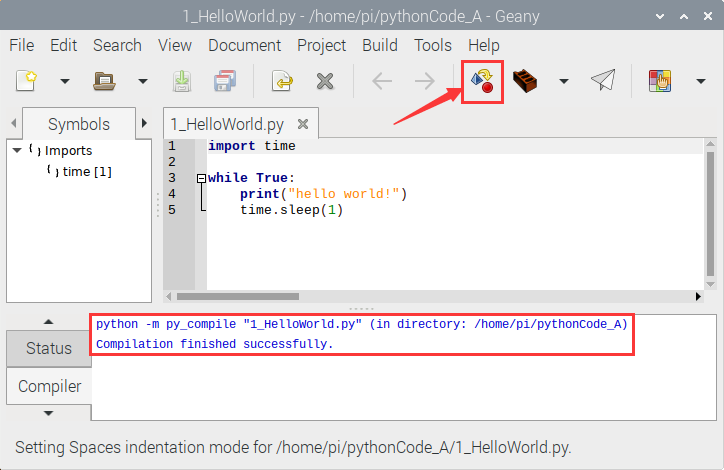 1_HelloWorld.py - /home/pi/pythonCode_A - Geany
File Edit Search View Document Project Build Tools Help
Symbols
Imports
time [1]
1_HelloWorld.py
1 import time
2
3 while True:
4 print("hello world!")
5 time.sleep(1)
Status
Compiler
python -m py_compile "1_HelloWorld.py" (in directory: /home/pi/pythonCode_A)
Compilation finished successfully.
Setting Spaces indentation mode for /home/pi/pythonCode_A/1_HelloWorld.py.